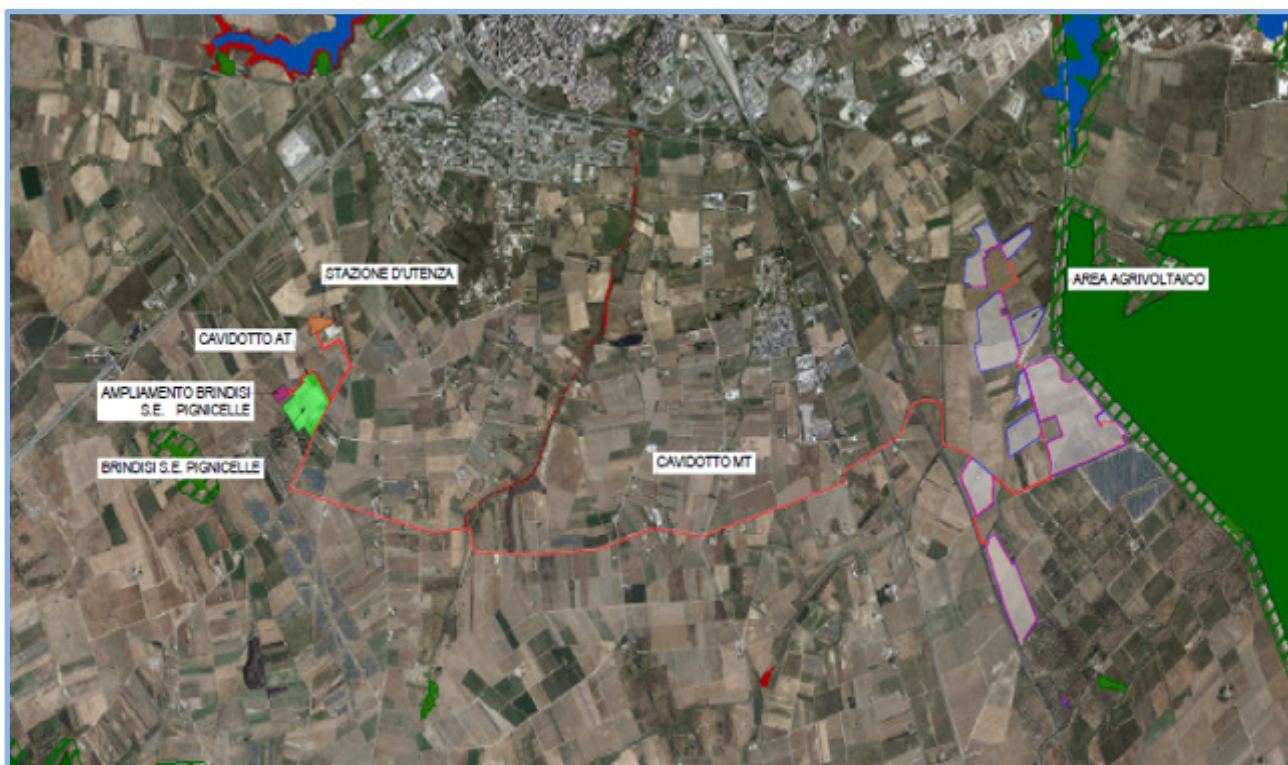 STAZIONE D'UTENZA
AREA AGRIVOLTAICO
CAVIDOTTO AT
AMPLIAMENTO BRINDISI
S.E. PIGNICELLE
BRINDISI S.E. PIGNICELLE
CAVIDOTTO MT